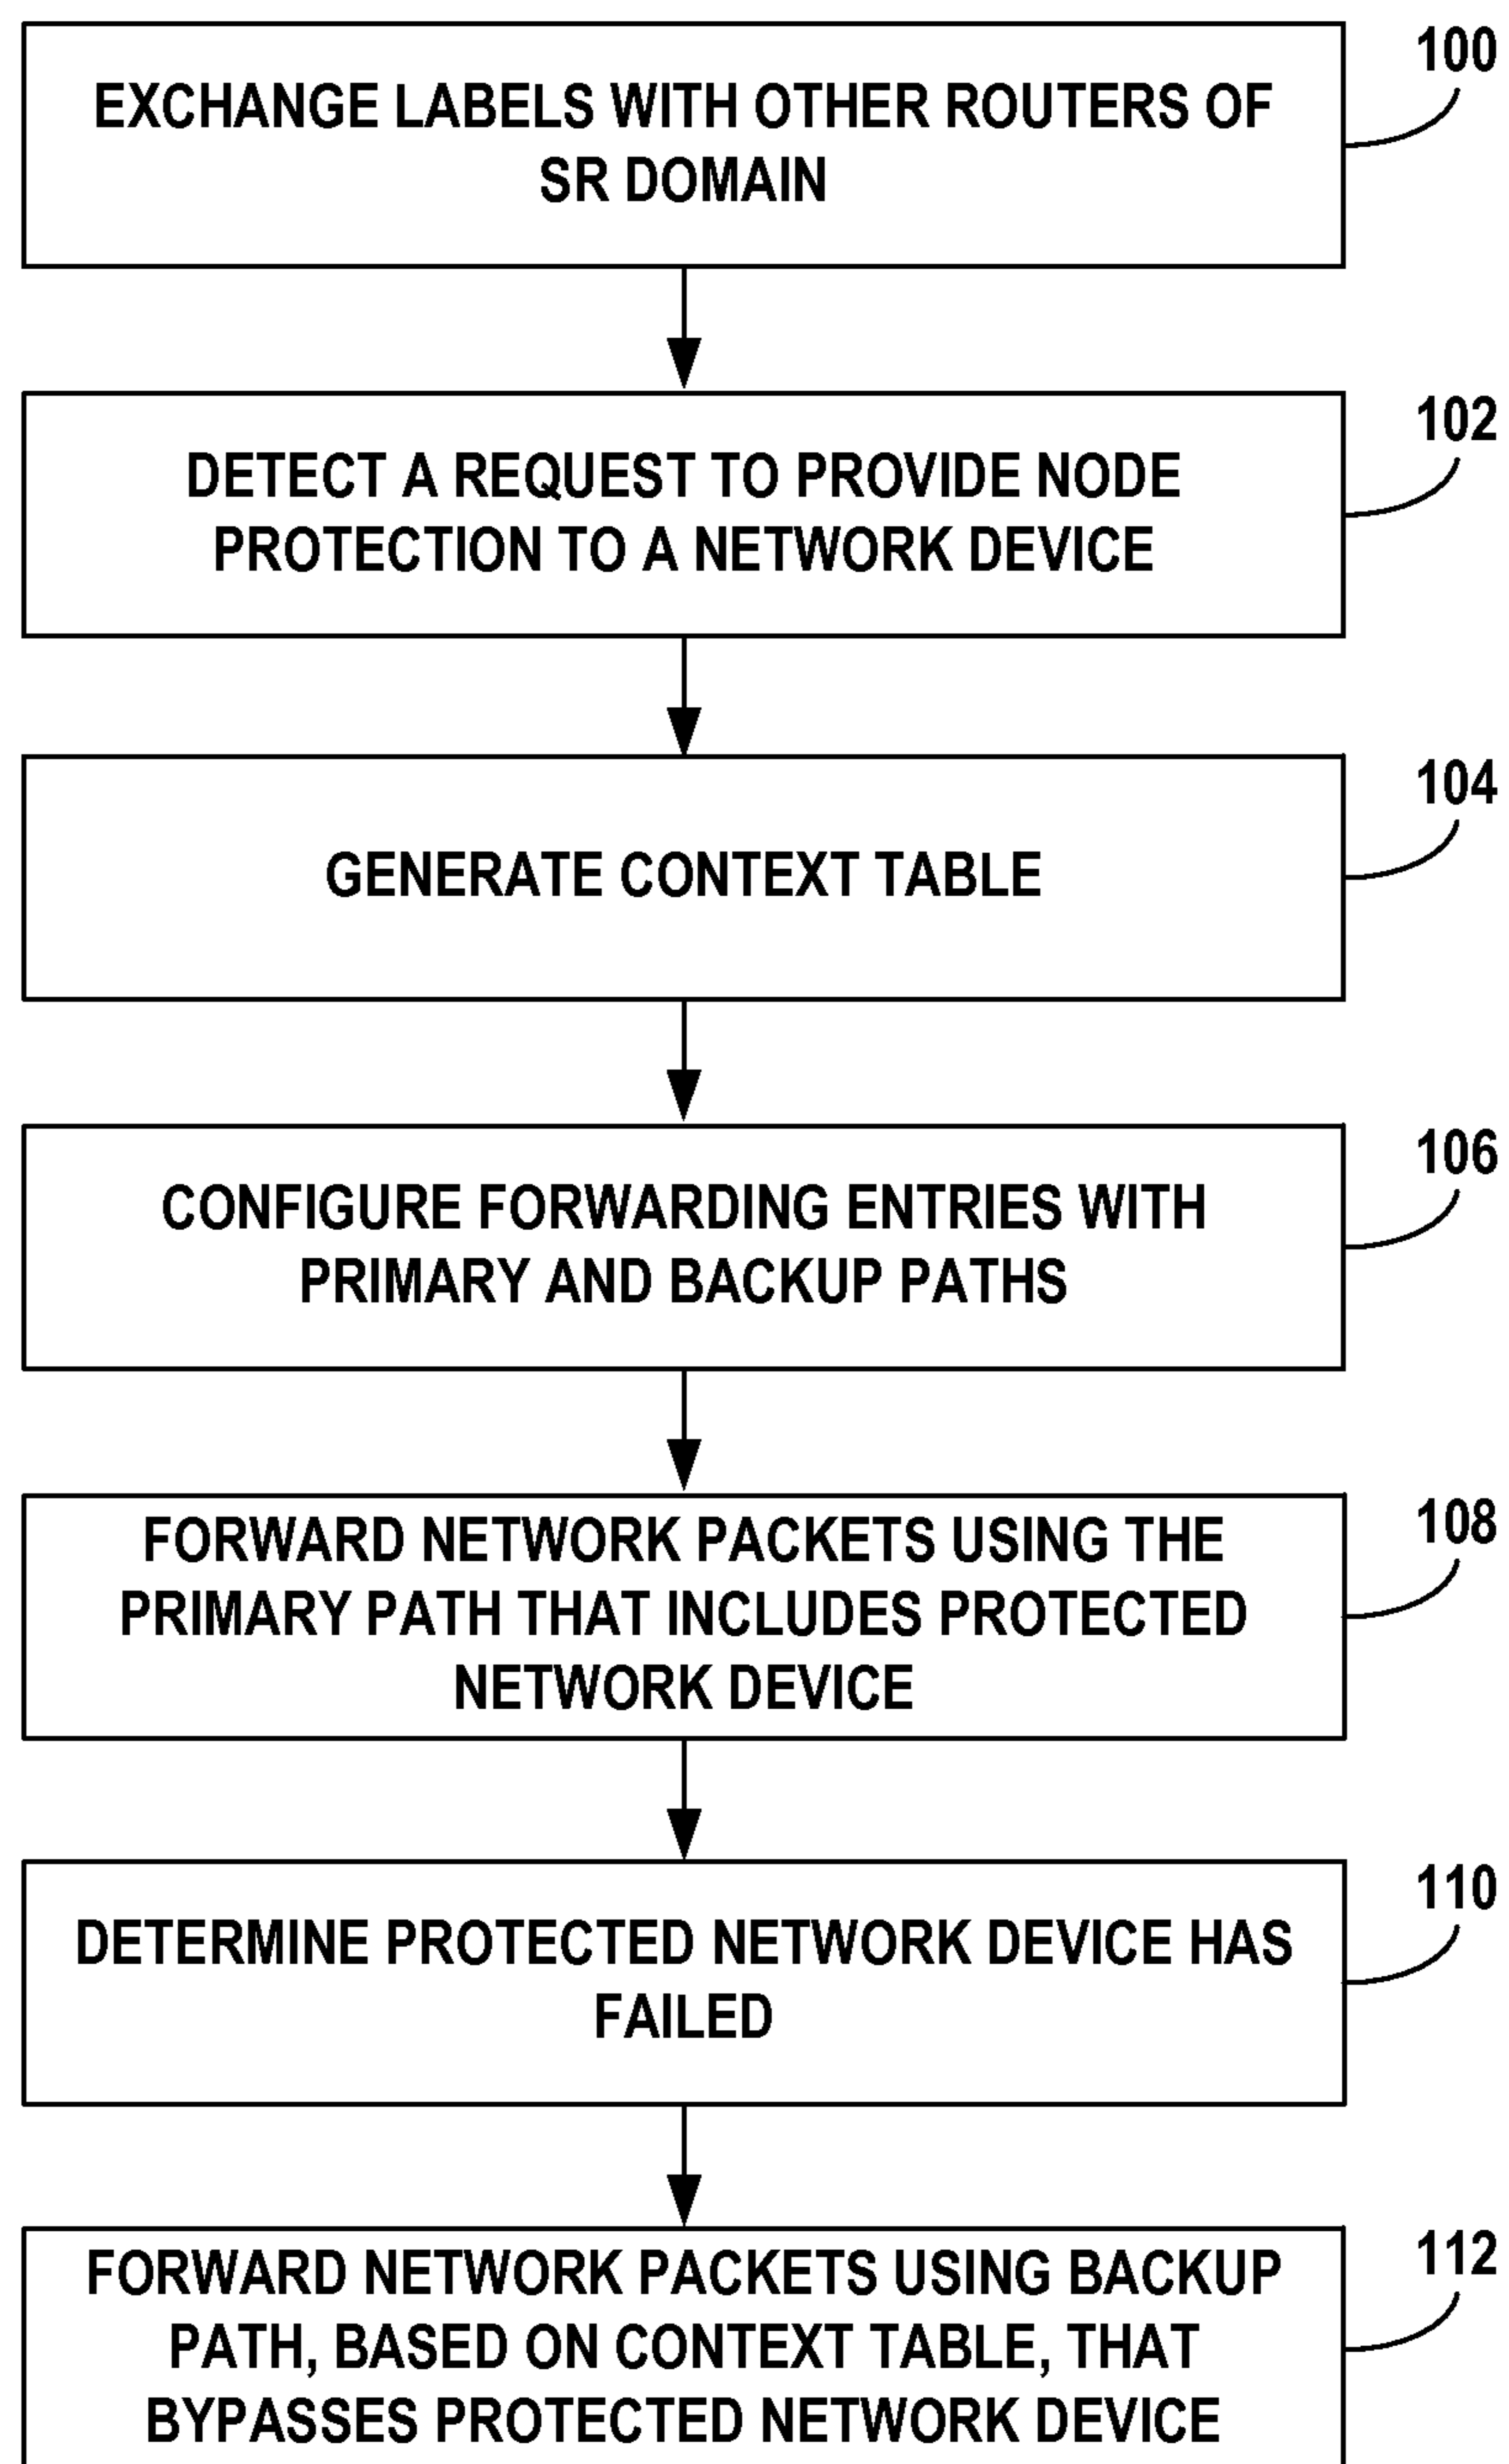 100
EXCHANGE LABELS WITH OTHER ROUTERS OF
SR DOMAIN
102
DETECT A REQUEST TO PROVIDE NODE
PROTECTION TO A NETWORK DEVICE
104
GENERATE CONTEXT TABLE
106
CONFIGURE FORWARDING ENTRIES WITH
PRIMARY AND BACKUP PATHS
108
FORWARD NETWORK PACKETS USING THE
PRIMARY PATH THAT INCLUDES PROTECTED
NETWORK DEVICE
110
DETERMINE PROTECTED NETWORK DEVICE HAS
FAILED
112
FORWARD NETWORK PACKETS USING BACKUP
PATH, BASED ON CONTEXT TABLE, THAT
BYPASSES PROTECTED NETWORK DEVICE